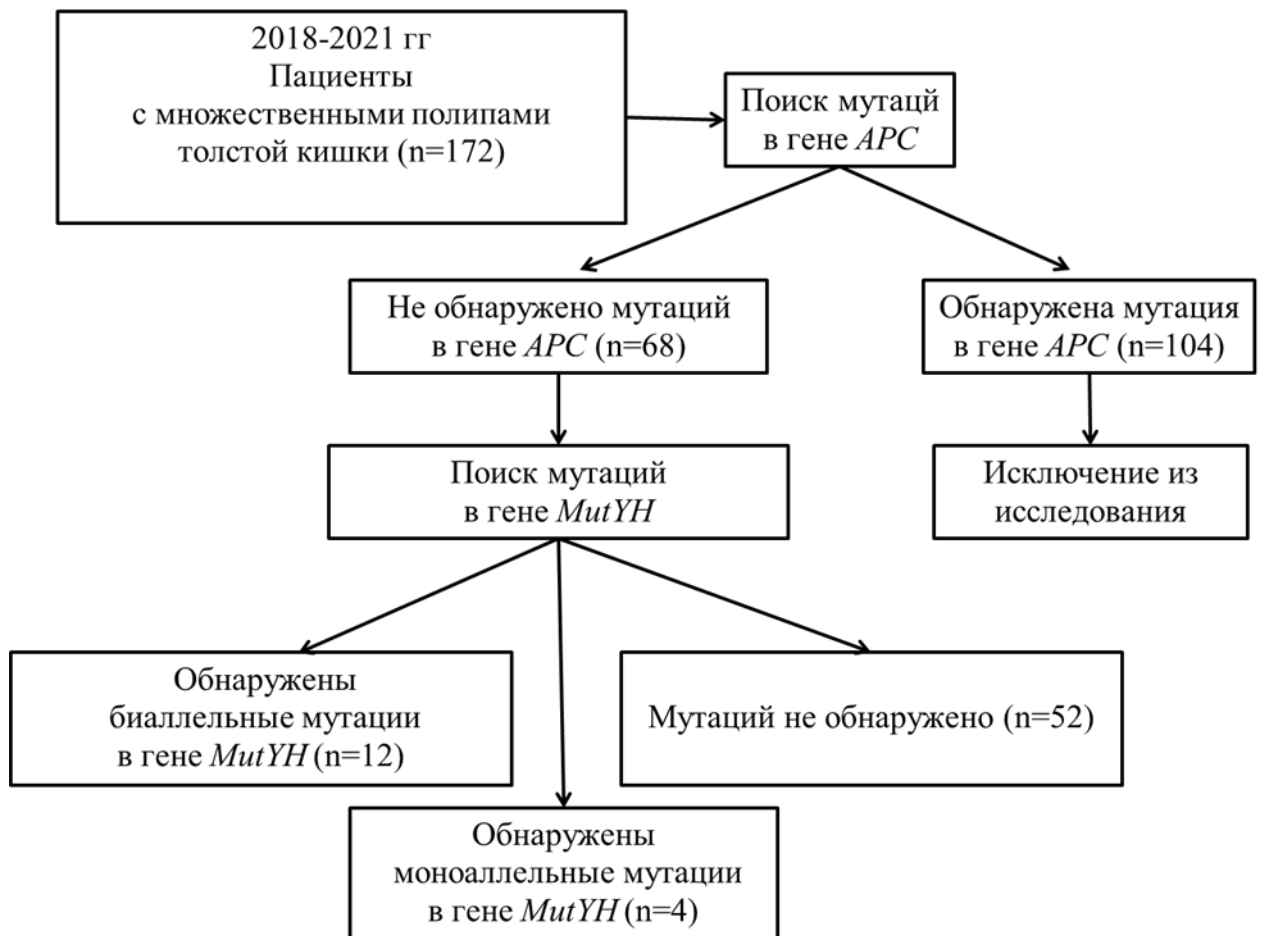 2018-2021 гг
Пациенты
с множественными полипами
толстой кишки (n=172)
Поиск мутацй
в гене APC
Не обнаружено мутаций
в гене APC (n=68)
Обнаружена мутация
в гене APC (n=104)
Поиск мутаций
в гене MutYH
Исключение из
исследования
Обнаружены
биаллельные мутации
в гене MutYH (n=12)
Мутаций не обнаружено (n=52)
Обнаружены
моноаллельные мутации
в гене MutYH (n=4)